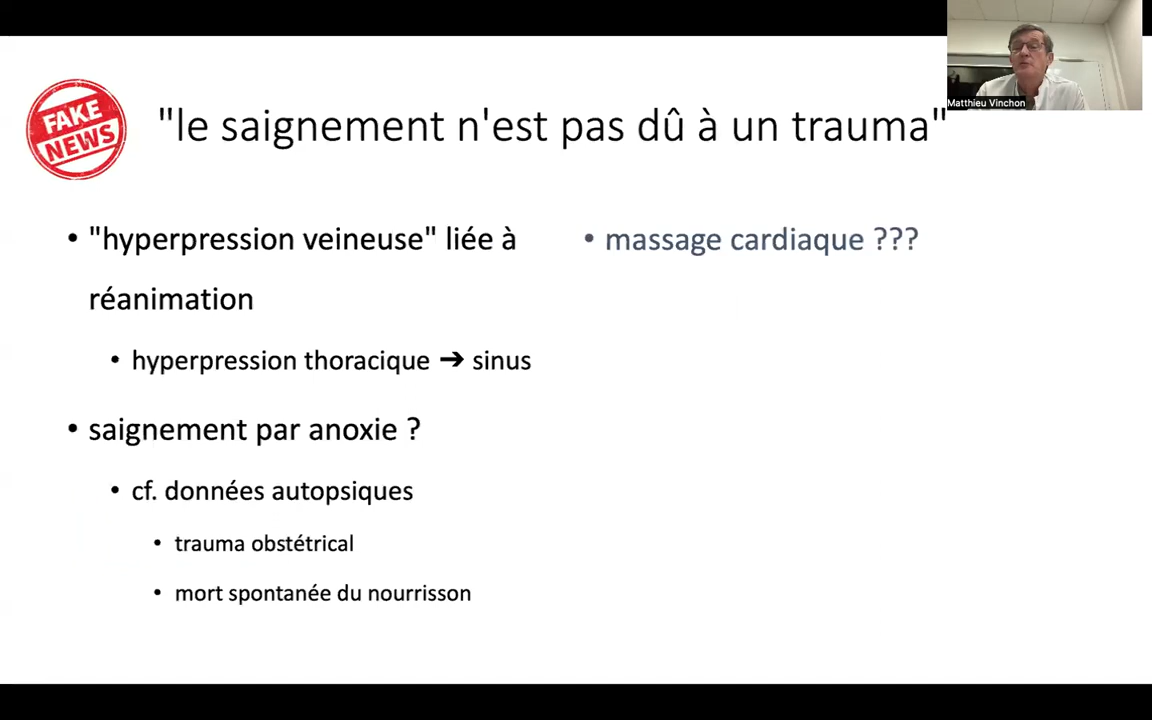 Matthieu Vinchon
FAKE
NEWS
"le saignement n'est pas dû à un trauma"
• "hyperpression veineuse" liée à
réanimation
• hyperpression thoracique ➔ sinus
• saignement par anoxie ?
• cf. données autopsiques
• trauma obstétrical
• mort spontanée du nourrisson
• massage cardiaque ???